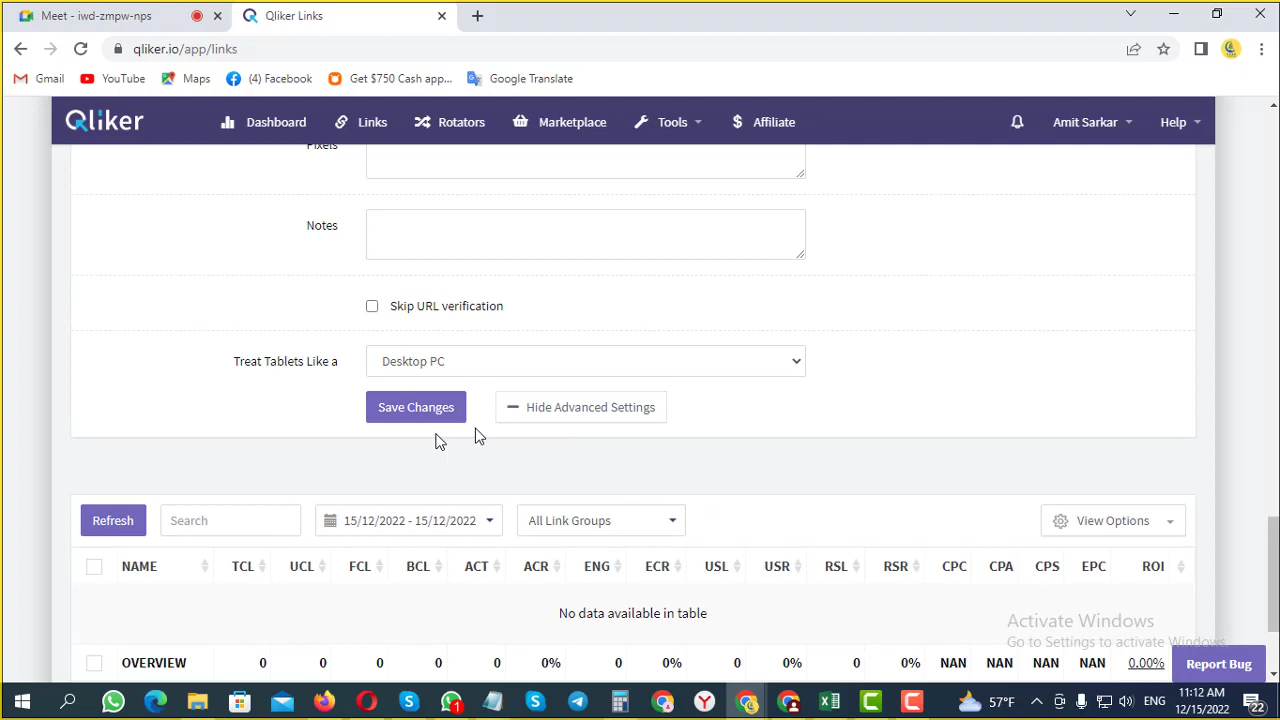 Meet - iwd-zmpw-nps
Qliker Links
qliker.io/app/links
Gmail YouTube Maps (4) Facebook Get $750 Cash app... Google Translate
Qliker Dashboard Links Rotators Marketplace Tools Affiliate Amit Sarkar Help
Pixels
Notes
Skip URL verification
Treat Tablets Like a Desktop PC
Save Changes Hide Advanced Settings
Refresh Search 15/12/2022 - 15/12/2022 All Link Groups View Options
NAME TCL UCL FCL BCL ACT ACR ENG ECR USL USR RSL RSR CPC CPA CPS EPC ROI
No data available in table
Activate Windows
Go to Settings to activate Windows.
OVERVIEW 0 0 0 0 0 0% 0 0% 0 0% 0 0% NAN NAN NAN NAN 0.00%
Report Bug
1 57°F ENG 11:12 AM
12/15/2022 22